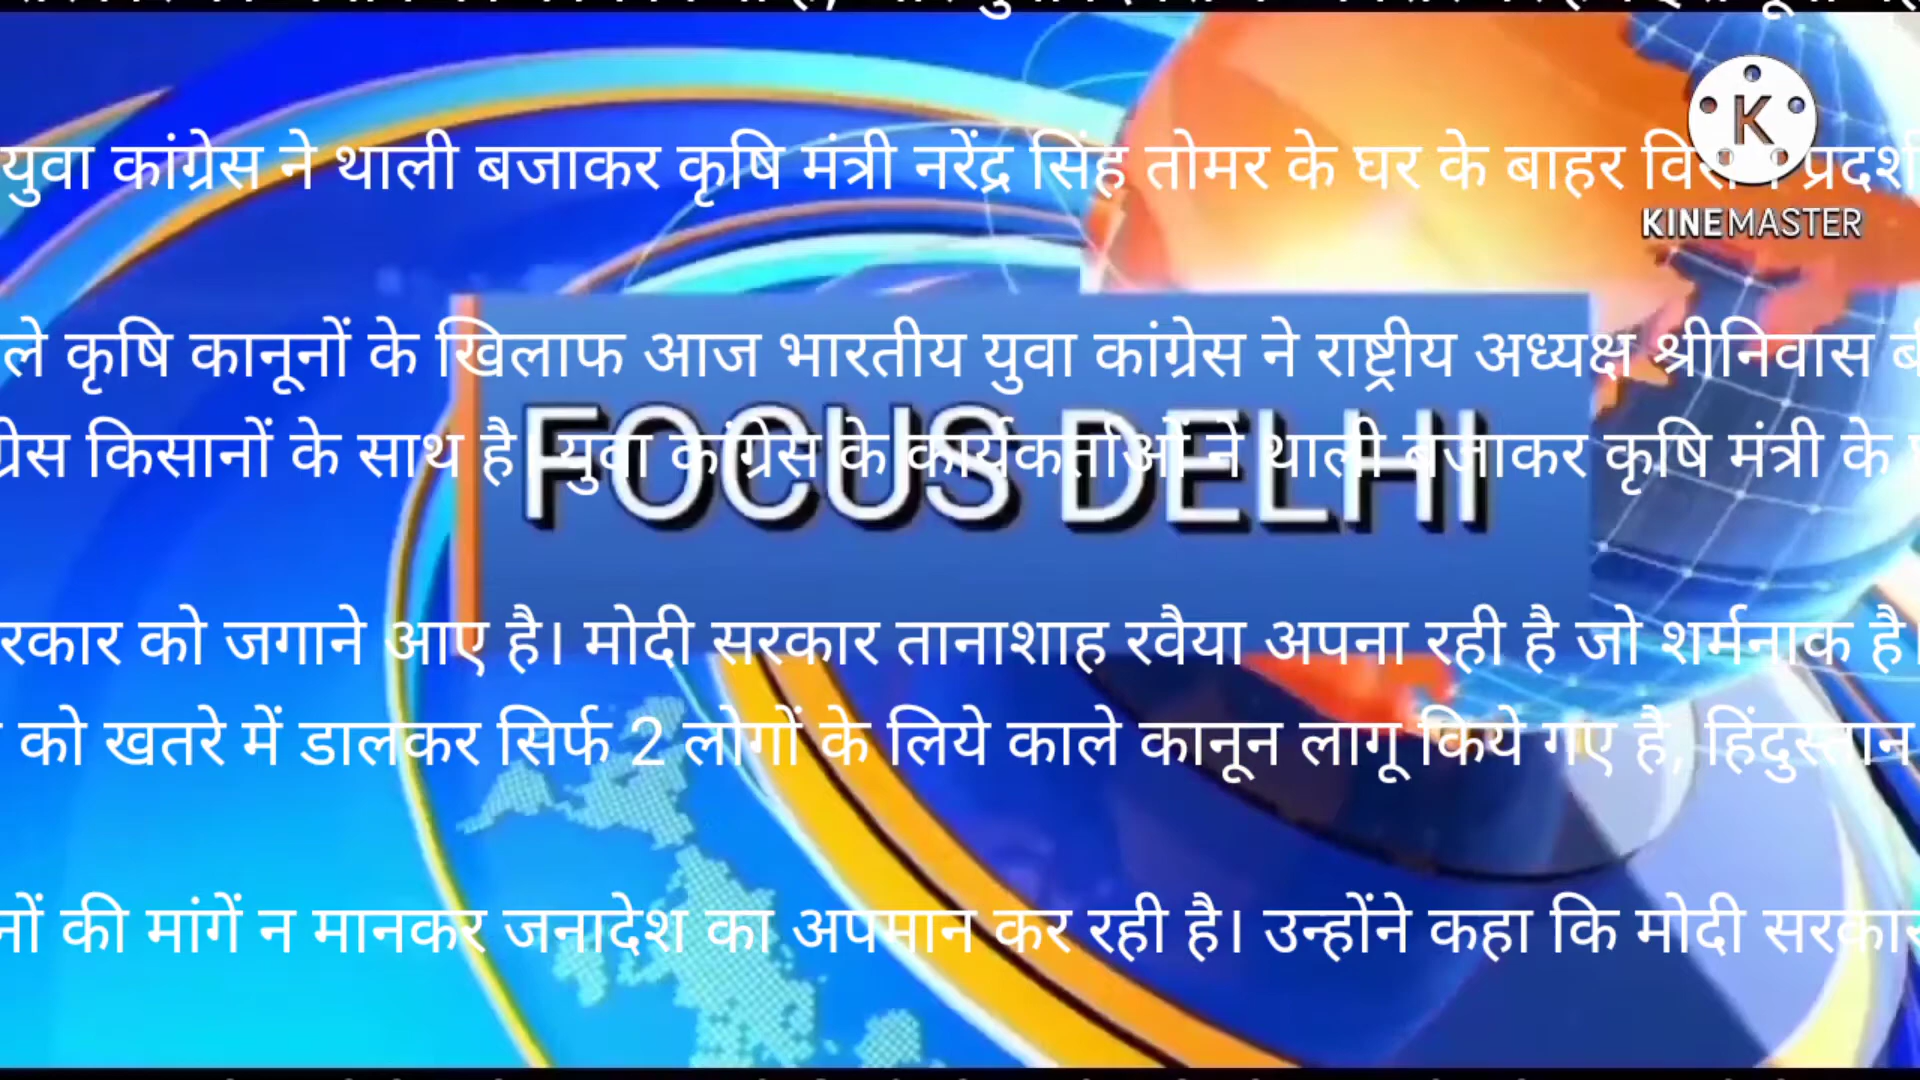 युवा कांग्रेस ने थाली बजाकर कृषि मंत्री नरेंद्र सिंह तोमर के घर के बाहर
KINEMASTER
कृषि कानूनों के खिलाफ आज भारतीय युवा कांग्रेस ने राष्ट्रीय अध्यक्ष श्रीनिवास
किसानों के साथ है। युवा कांग्रेस के कार्यकर्ताओं ने थाली बजाकर कृषि मंत्री के
FOCUS DELHI
को जगाने आए है। मोदी सरकार तानाशाह रवैया अपना रही है जो शर्मनाक है।
को खतरे में डालकर सिर्फ 2 लोगों के लिये काले कानून लागू किये गए है, हिंदुस्तान
की मांगें न मानकर जनादेश का अपमान कर रही है। उन्होंने कहा कि मोदी सरकार